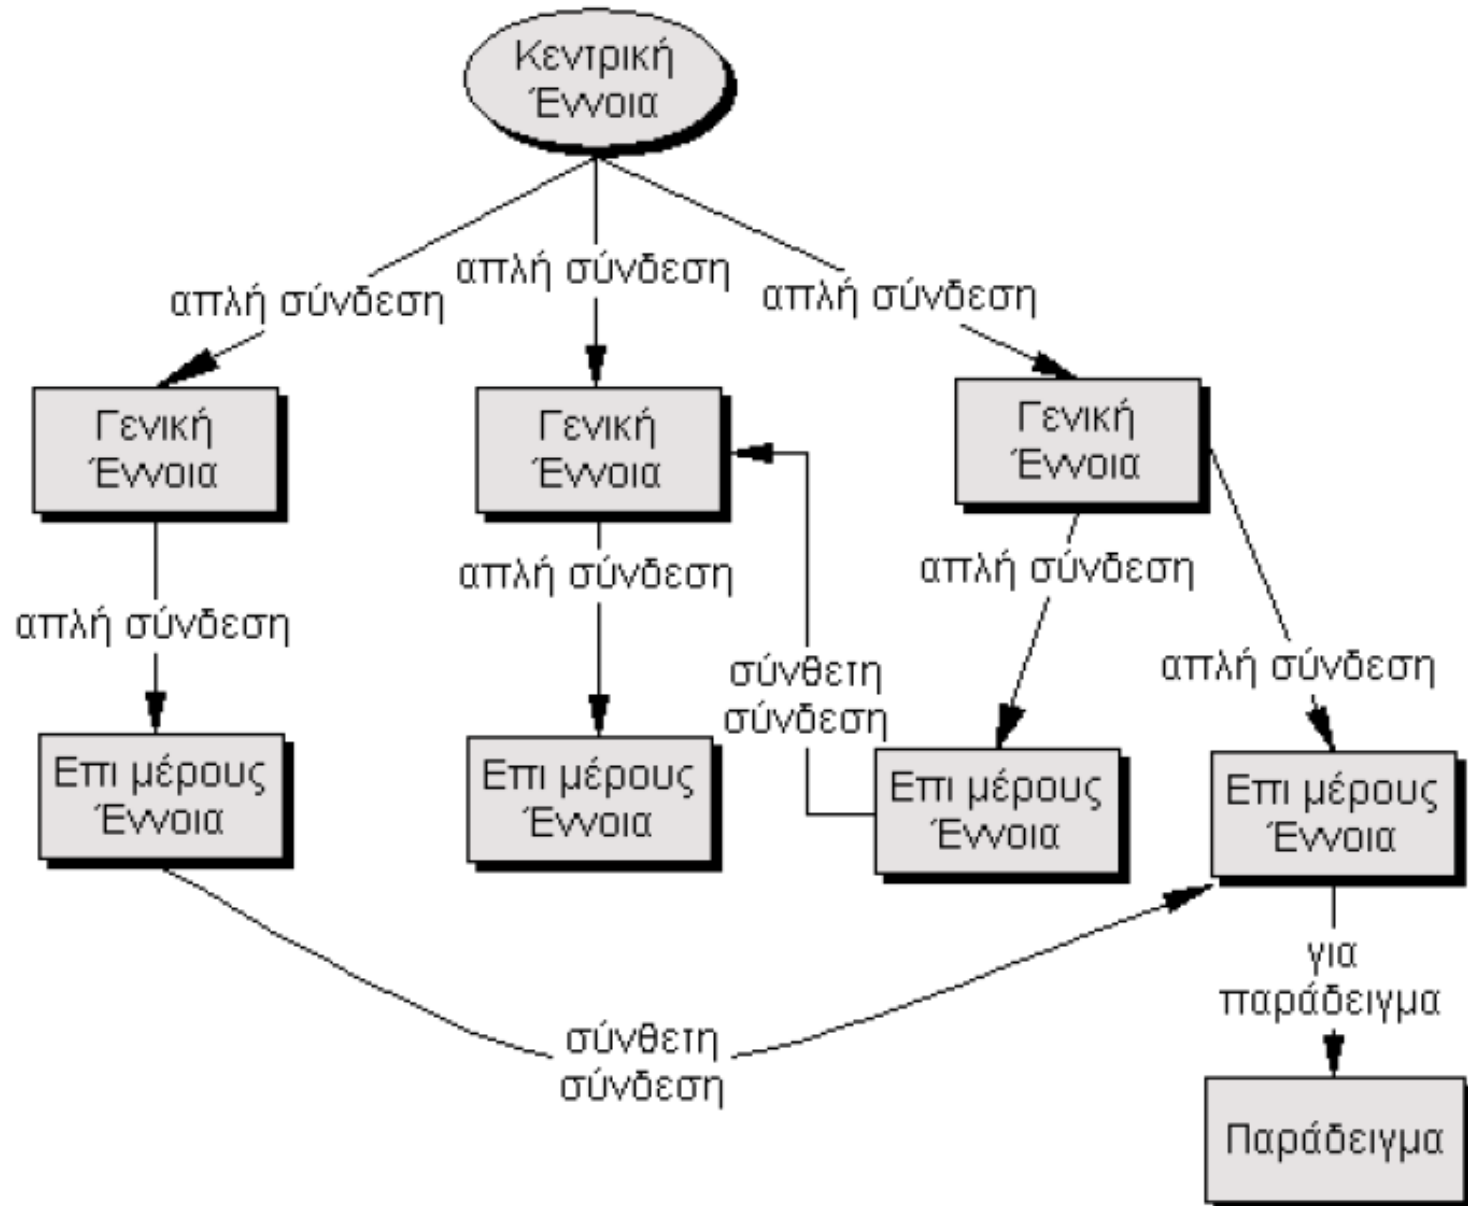 Κεντρική
Έννοια
απλή σύνδεση
απλή σύνδεση
απλή σύνδεση
Γενική
Έννοια
Γενική
Έννοια
Γενική
Έννοια
απλή σύνδεση
απλή σύνδεση
απλή σύνδεση
απλή σύνδεση
σύνθετη
σύνδεση
Επι μέρους
Έννοια
Επι μέρους
Έννοια
Επι μέρους
Έννοια
Επι μέρους
Έννοια
για
παράδειγμα
σύνθετη
σύνδεση
Παράδειγμα